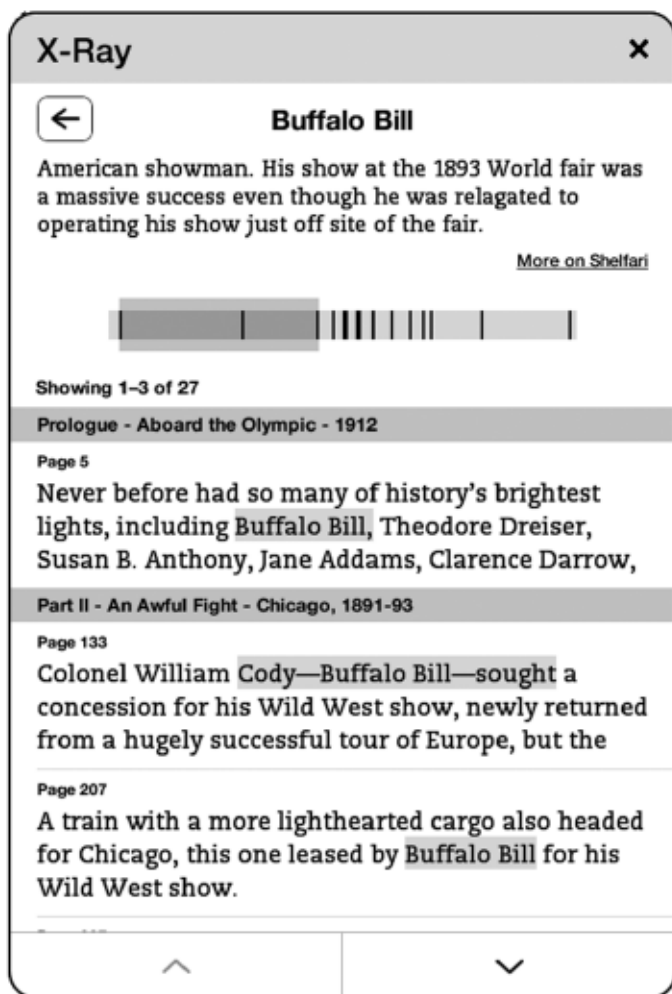 X-Ray
Buffalo Bill
American showman. His show at the 1893 World fair was
a massive success even though he was relagated to
operating his show just off site of the fair.
More on Shelfari
Showing 1–3 of 27
Prologue - Aboard the Olympic - 1912
Page 5
Never before had so many of history's brightest
lights, including Buffalo Bill, Theodore Dreiser,
Susan B. Anthony, Jane Addams, Clarence Darrow,
Part II - An Awful Fight - Chicago, 1891-93
Page 133
Colonel William Cody—Buffalo Bill—sought a
concession for his Wild West show, newly returned
from a hugely successful tour of Europe, but the
Page 207
A train with a more lighthearted cargo also headed
for Chicago, this one leased by Buffalo Bill for his
Wild West show.